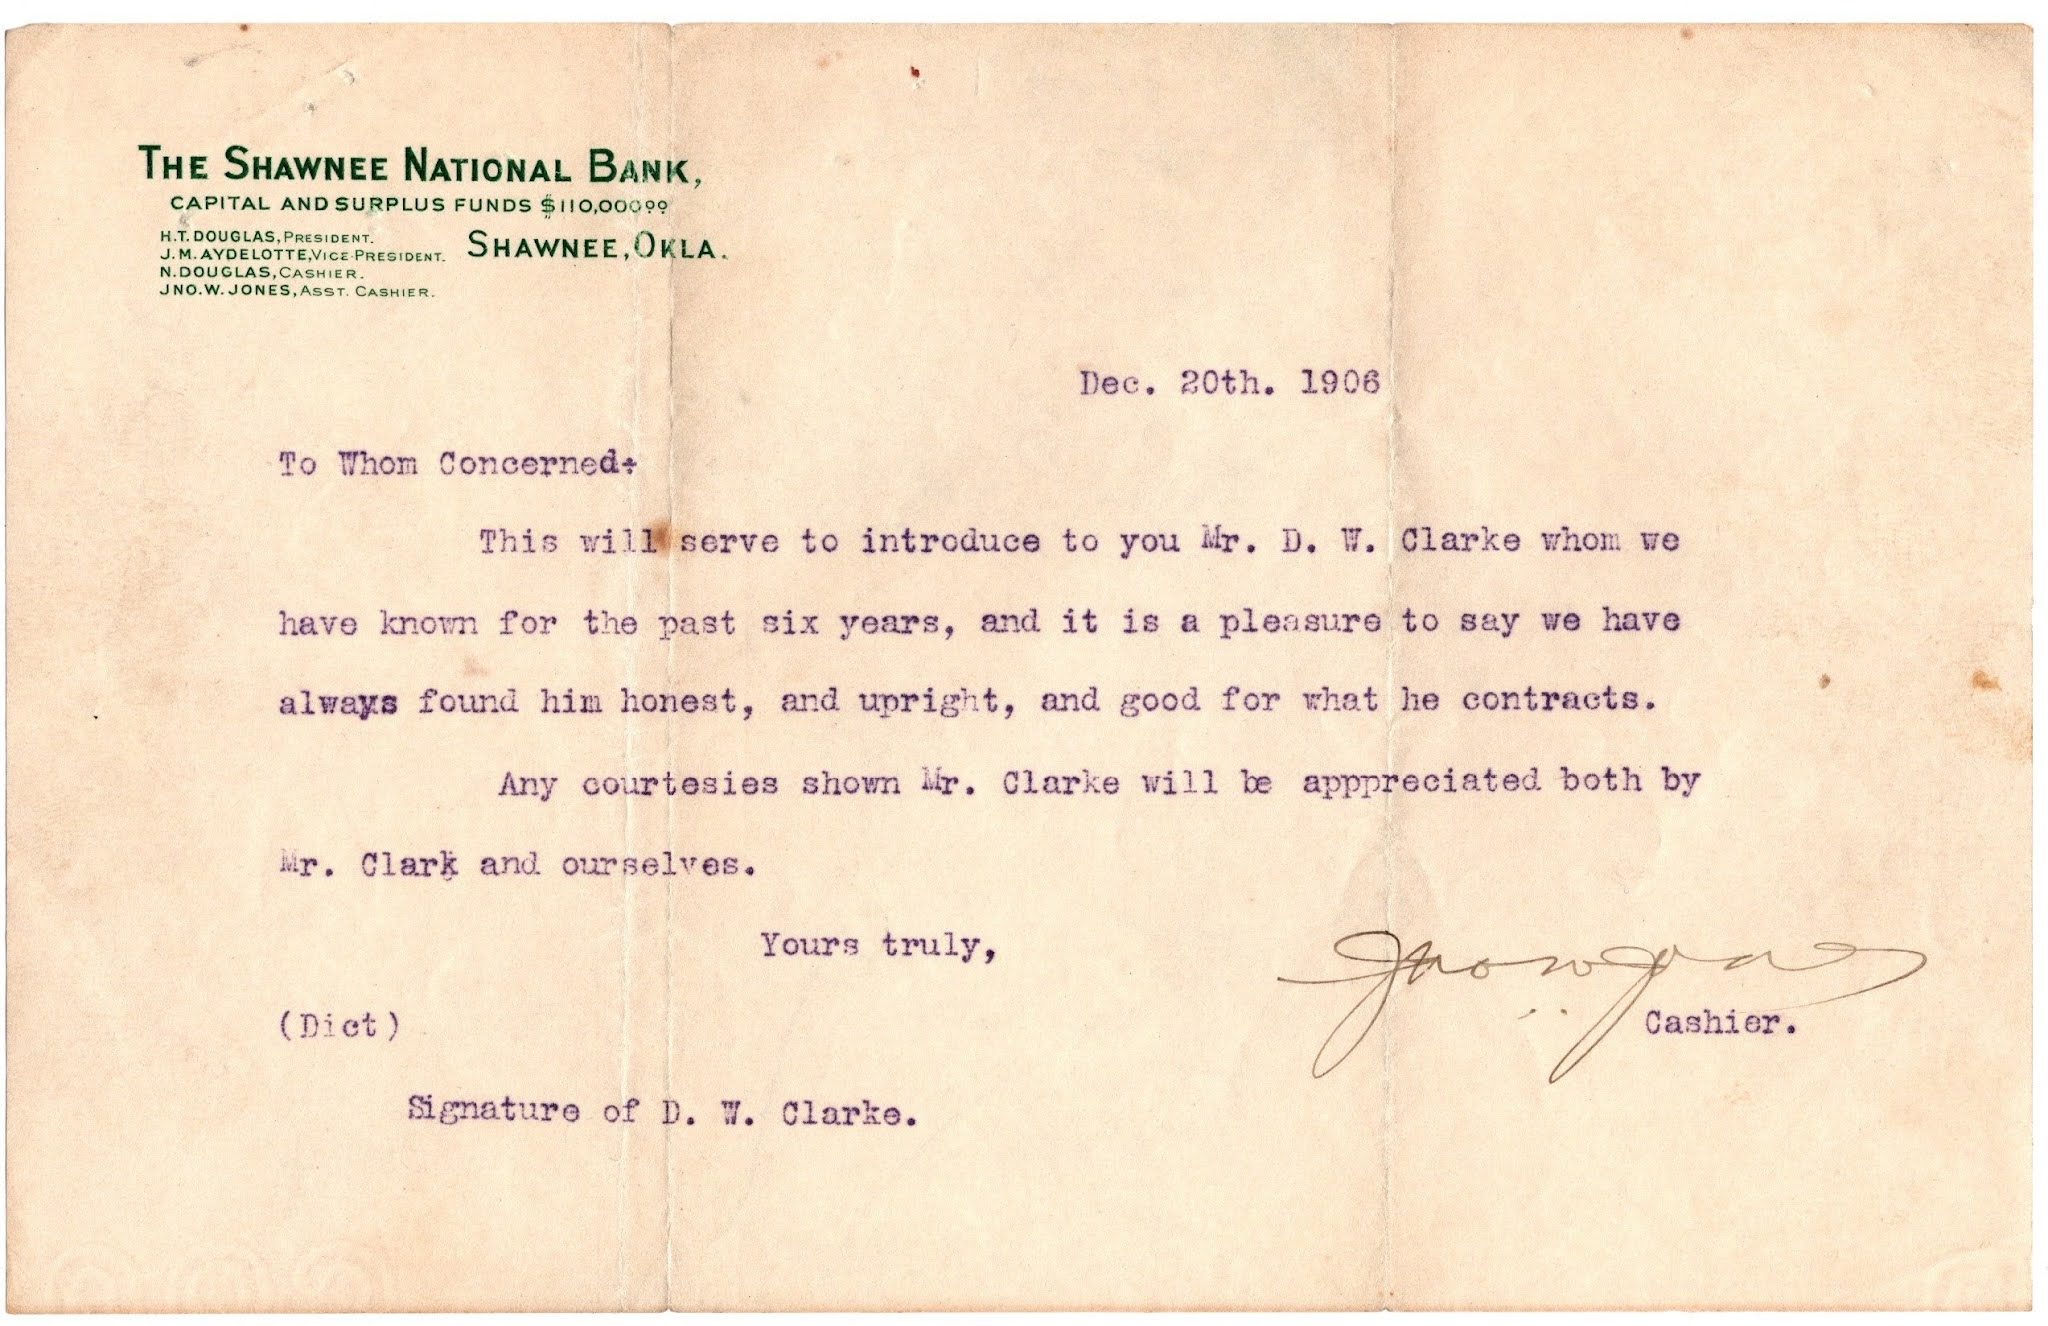 THE SHAWNEE NATIONAL BANK,
CAPITAL AND SURPLUS FUNDS $110,000.00
H.T. DOUGLAS, PRESIDENT.
J.M. AYDELOTTE, VICE-PRESIDENT.
N. DOUGLAS, CASHIER.
JNO. W. JONES, ASST. CASHIER.
SHAWNEE, OKLA.
Dec. 20th. 1906
To Whom Concerned:
This will serve to introduce to you Mr. D. W. Clarke whom we
have known for the past six years, and it is a pleasure to say we have
always found him honest, and upright, and good for what he contracts.
Any courtesies shown Mr. Clarke will be apppreciated both by
Mr. Clark and ourselves.
Yours truly,
Jno. W. Jones
(Dict)
Cashier.
Signature of D. W. Clarke.